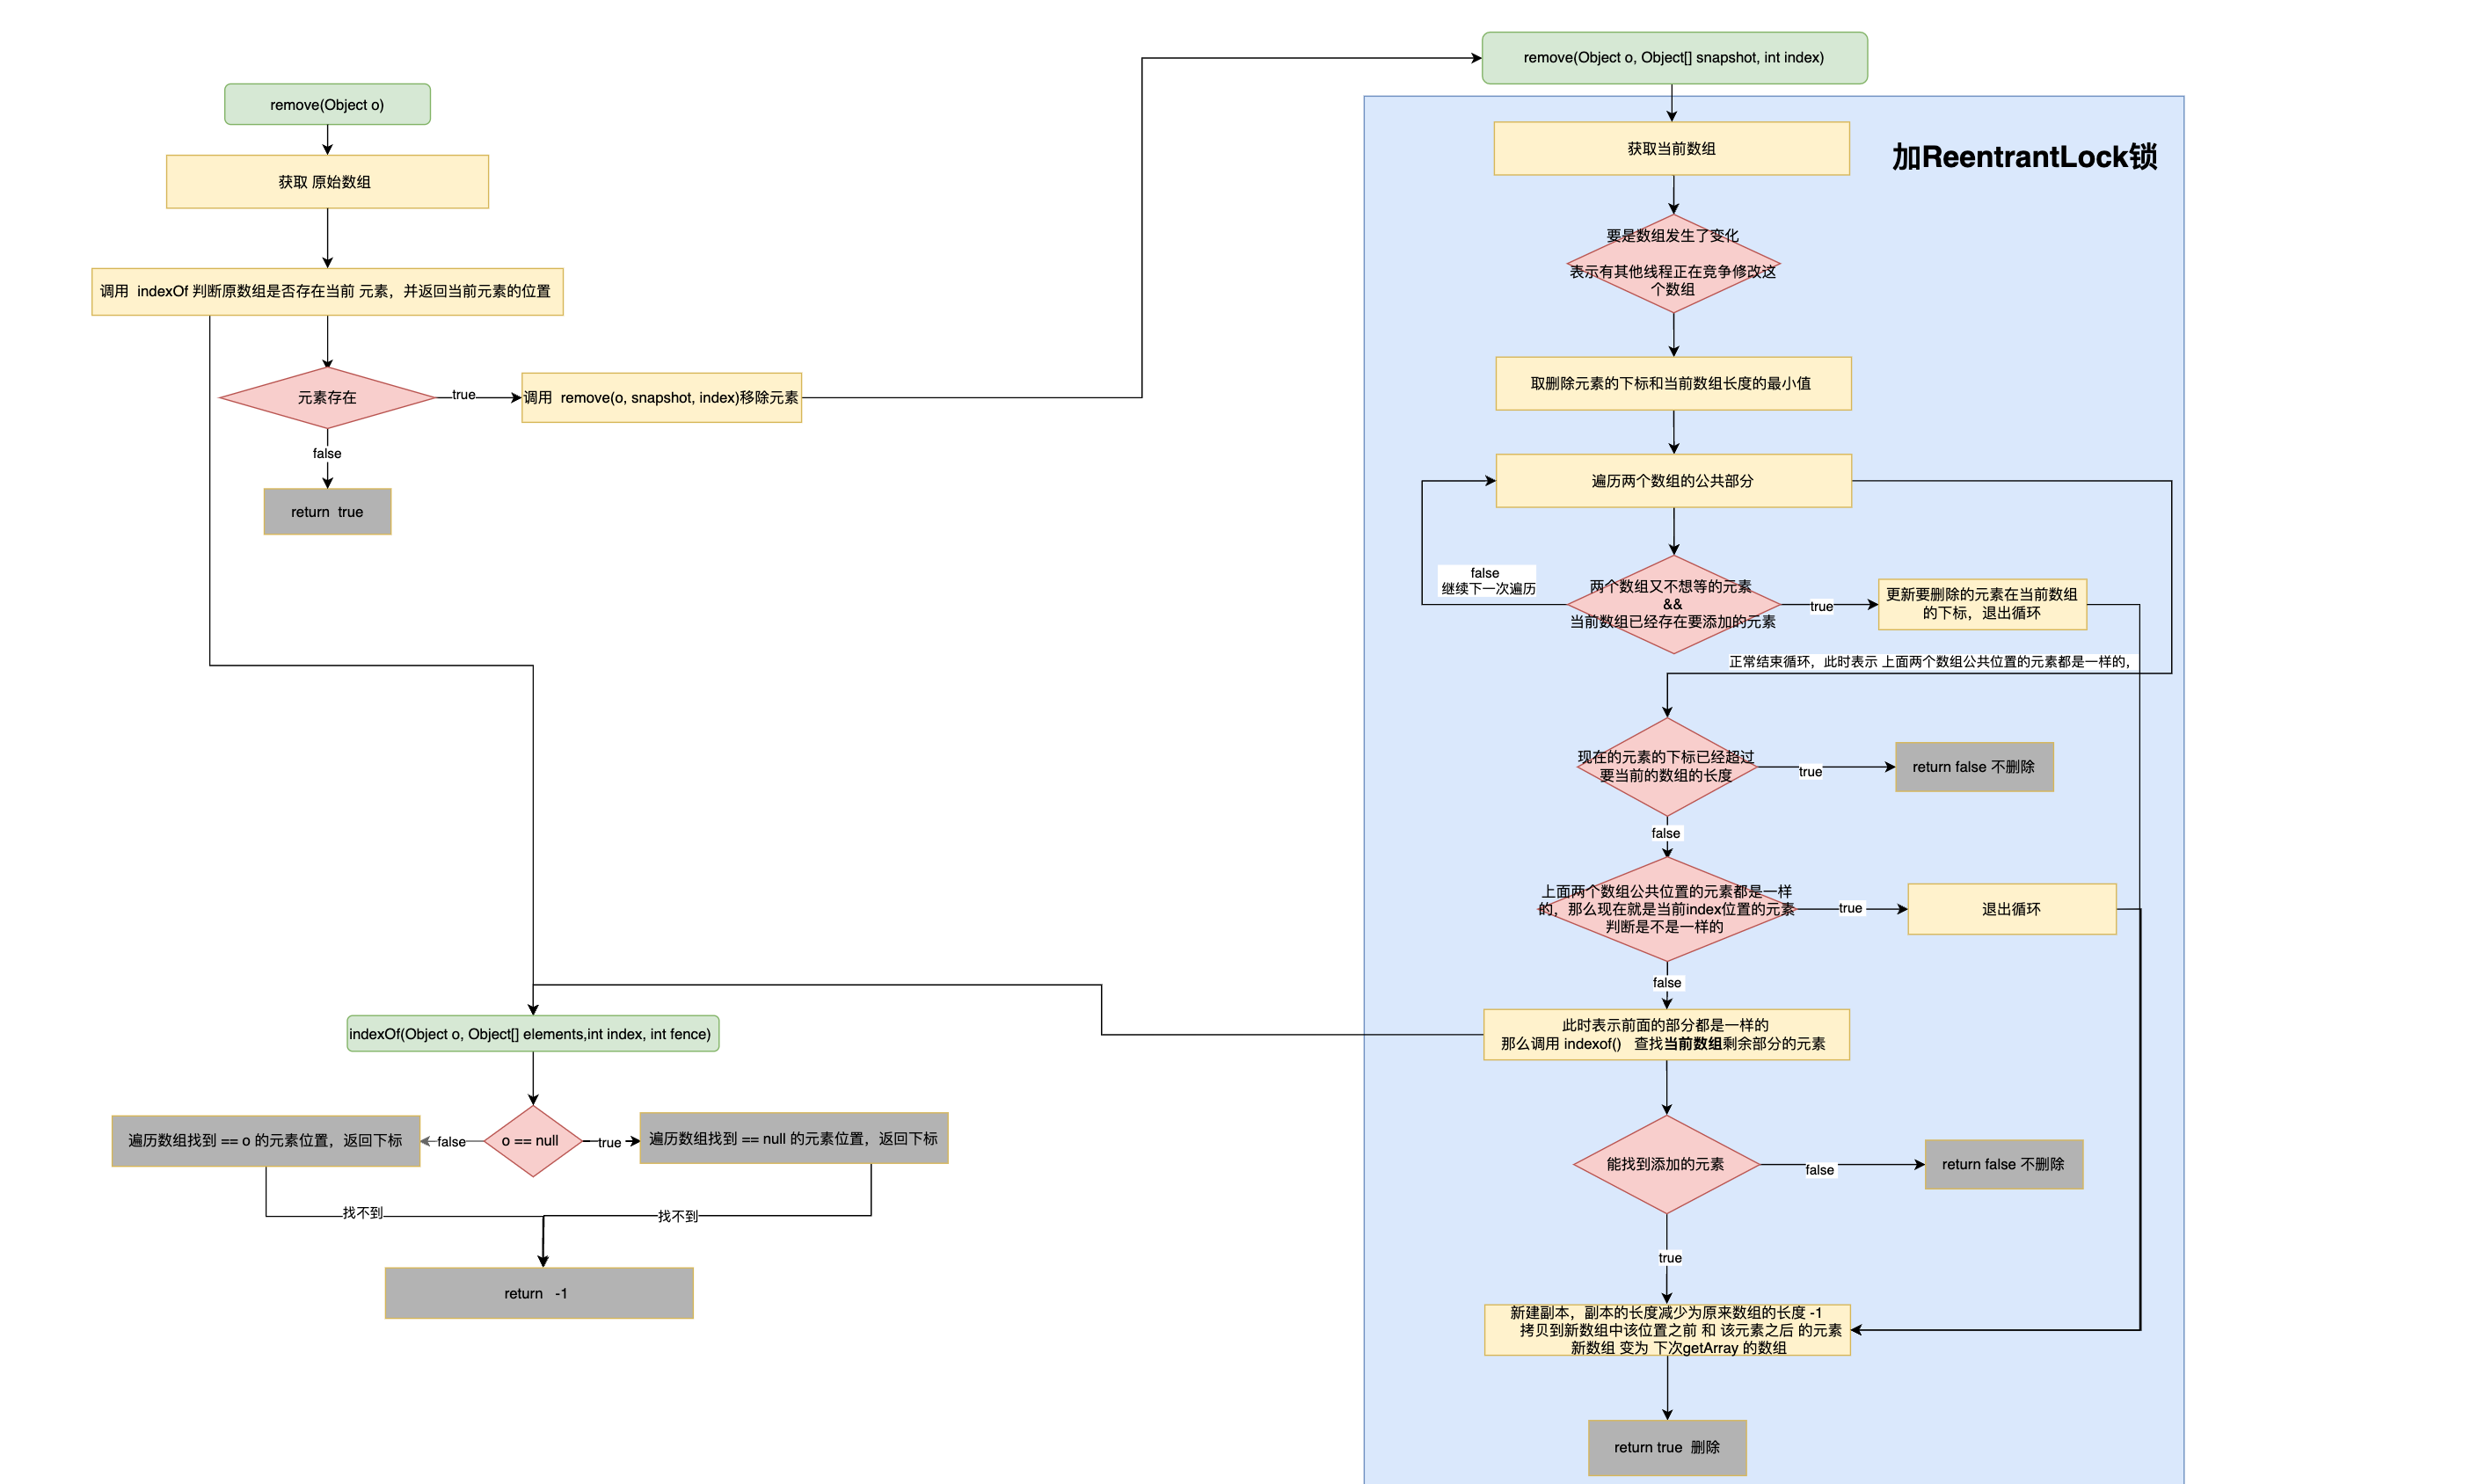 remove(Object o)
获取 原始数组
调用 indexOf 判断原数组是否存在当前 元素，并返回当前元素的位置
元素存在
true
调用 remove(o, snapshot, index)移除元素
false
return true
remove(Object o, Object[] snapshot, int index)
加ReentrantLock锁
获取当前数组
要是数组发生了变化
表示有其他线程正在竞争修改这
个数组
取删除元素的下标和当前数组长度的最小值
遍历两个数组的公共部分
false
继续下一次遍历
两个数组又不想等的元素
&&
当前数组已经存在要添加的元素
true
更新要删除的元素在当前数组
的下标，退出循环
正常结束循环，此时表示 上面两个数组公共位置的元素都是一样的，
现在的元素的下标已经超过
要当前的数组的长度
true
return false 不删除
false
上面两个数组公共位置的元素都是一样
的，那么现在就是当前index位置的元素
判断是不是一样的
true
退出循环
false
此时表示前面的部分都是一样的
那么调用 indexof() 查找当前数组剩余部分的元素
能找到添加的元素
false
return false 不删除
true
新建副本，副本的长度减少为原来数组的长度 -1
拷贝到新数组中该位置之前 和 该元素之后 的元素
新数组 变为 下次getArray 的数组
return true 删除
indexOf(Object o, Object[] elements,int index, int fence)
o == null
false
遍历数组找到 == o 的元素位置，返回下标
true
遍历数组找到 == null 的元素位置，返回下标
找不到
找不到
return -1